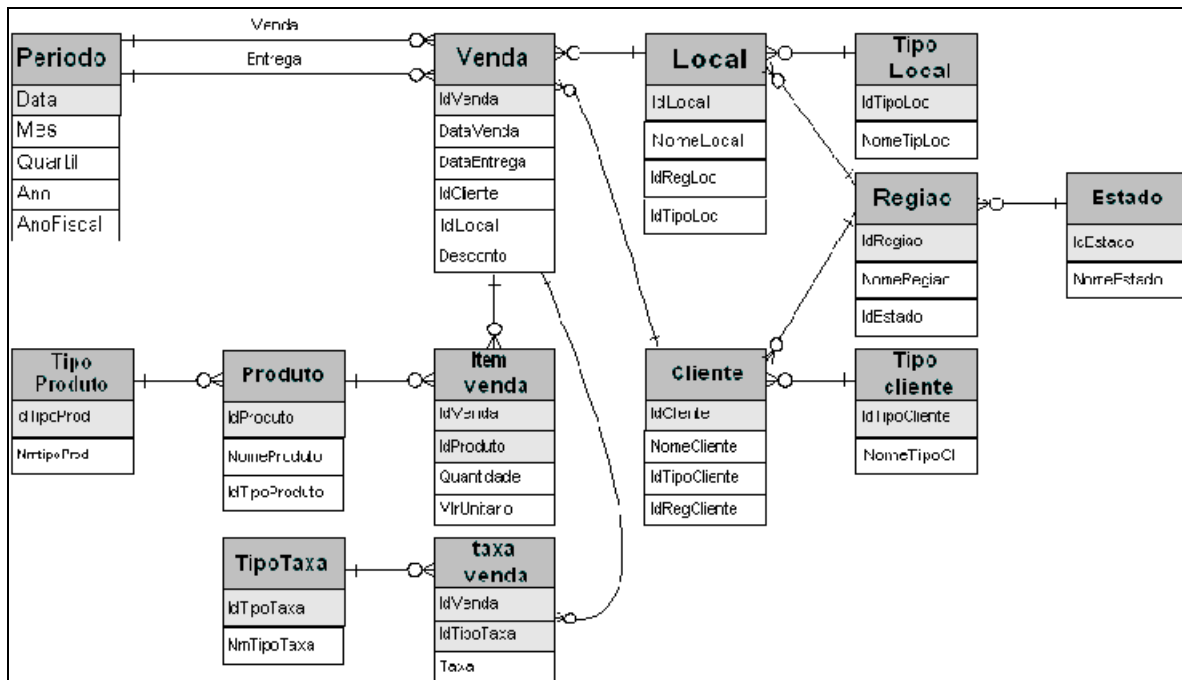 Venda
Entrega
Periodo
Data
Mes
Quartil
Ano
AnoFiscal
Venda
IdVenda
DataVenda
DataEntrega
IdCliente
IdLocal
Desconto
Local
IdLocal
NomeLocal
IdRegLoc
IdTipoLoc
Tipo
Local
IdTipoLoc
NomeTipLoc
Regiao
IdRegiao
NomeRegiao
IdEstado
Estado
IdEstado
NomeEstado
Tipo
Produto
IdTipoProd
NmtipoProd
Produto
IdProduto
NomeProduto
IdTipoProduto
Item
venda
IdVenda
IdProduto
Quantidade
VlrUnitario
Cliente
IdCliente
NomeCliente
IdTipoCliente
IdRegCliente
Tipo
cliente
IdTipoCliente
NomeTipoCl
TipoTaxa
IdTipoTaxa
NmTipoTaxa
taxa
venda
IdVenda
IdTipoTaxa
Taxa